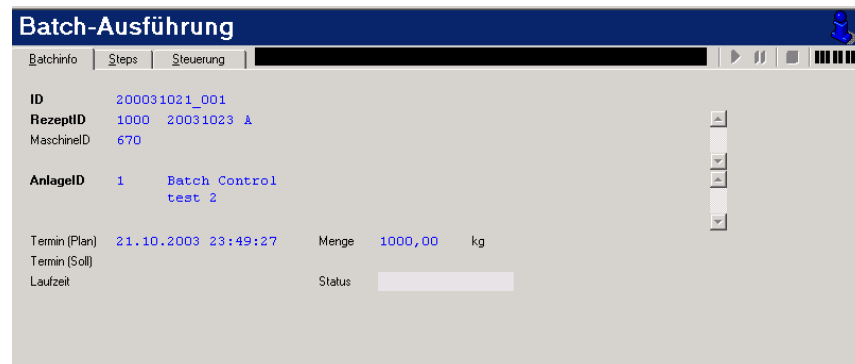 Batch-Ausführung
Batchinfo Steps Steuerung
ID 200031021_001
RezeptID 1000 20031023 A
MaschineID 670
AnlageID 1 Batch Control
test 2
Termin (Plan) 21.10.2003 23:49:27 Menge 1000,00 kg
Termin (Soll)
Laufzeit Status